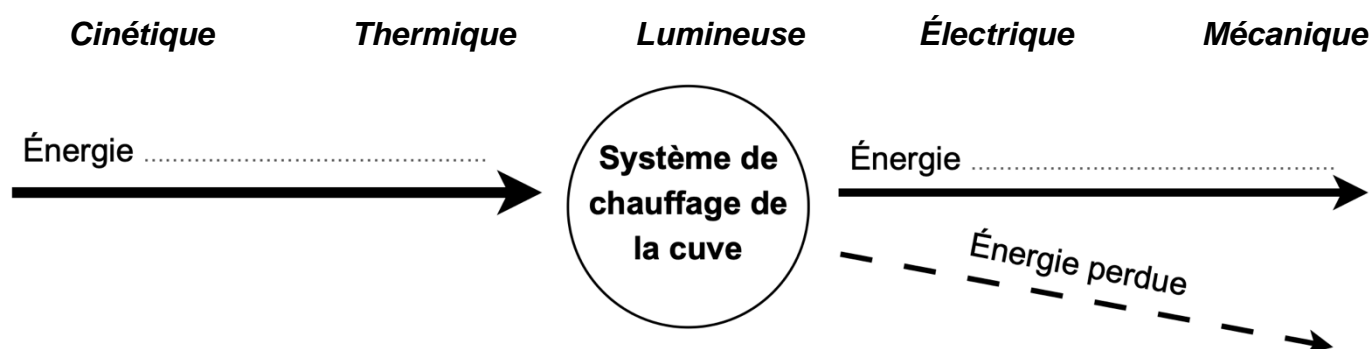 Cinétique Thermique Lumineuse Électrique Mécanique
Énergie ..........................................
Système de
chauffage de
la cuve
Énergie ..........................................
Énergie perdue